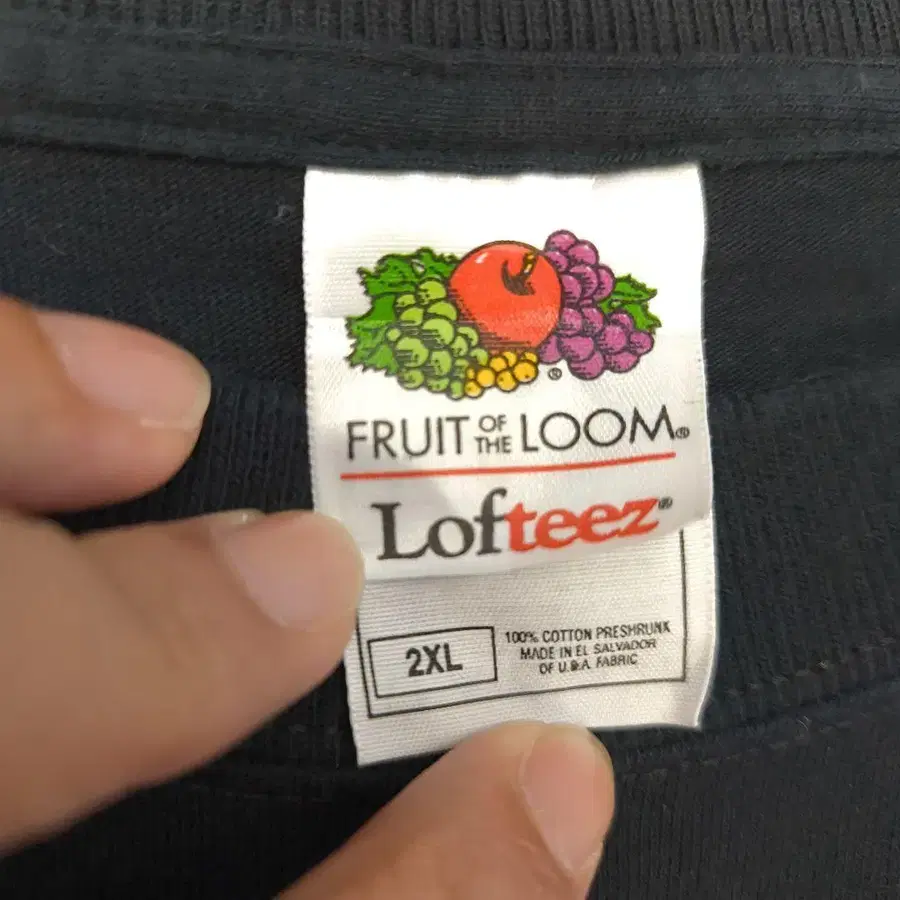 ®
FRUIT OF THE LOOM®
Lofteez®
2XL
100% COTTON PRESHRUNK
MADE IN EL SALVADOR
OF U.S.A. FABRIC